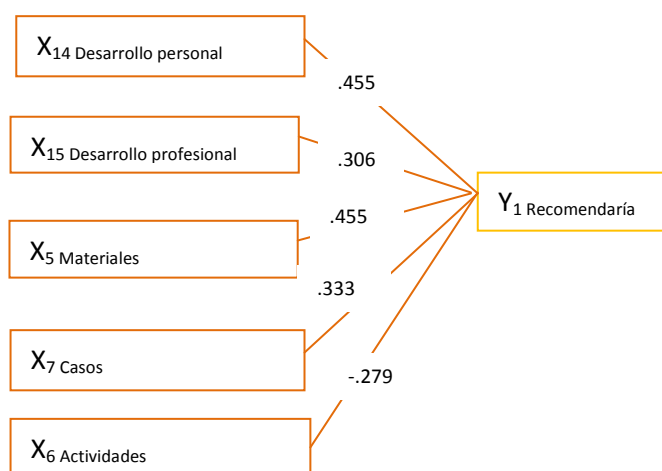 X14 Desarrollo personal
.455
X15 Desarrollo profesional
.306
Y1 Recomendaría
.455
X5 Materiales
.333
X7 Casos
-.279
X6 Actividades